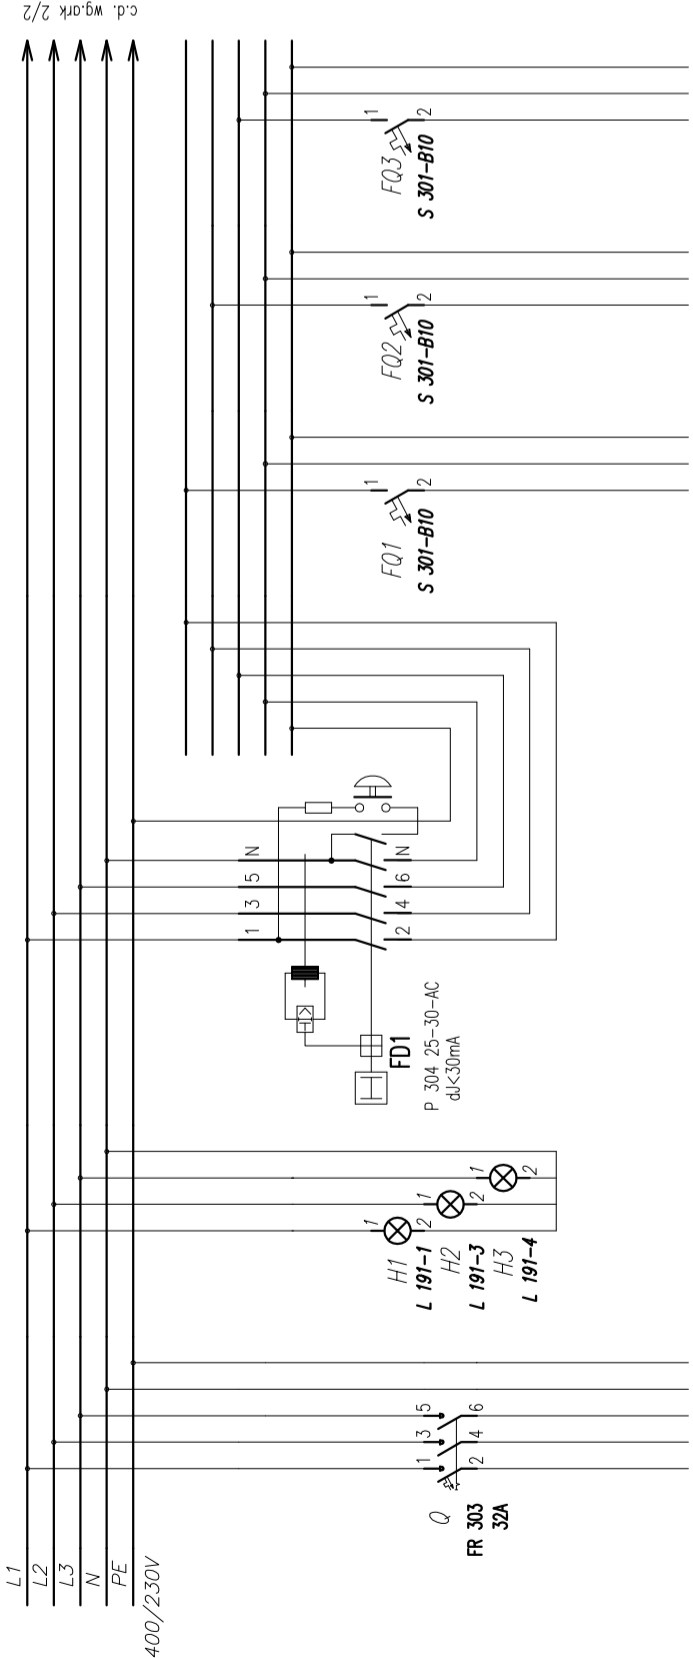 L1
L2
L3
N
PE
400/230V
c.d. wg.ark 2/2
Q
FR 303
32A
1 3 5
2 4 6
H1
L 191-1
1 2
H2
L 191-3
1 2
H3
L 191-4
1 2
1 3 5 N
2 4 6 N
FD1
P 304 25-30-AC
dJ<30mA
FQ1
S 301-B10
1 2
FQ2
S 301-B10
1 2
FQ3
S 301-B10
1 2